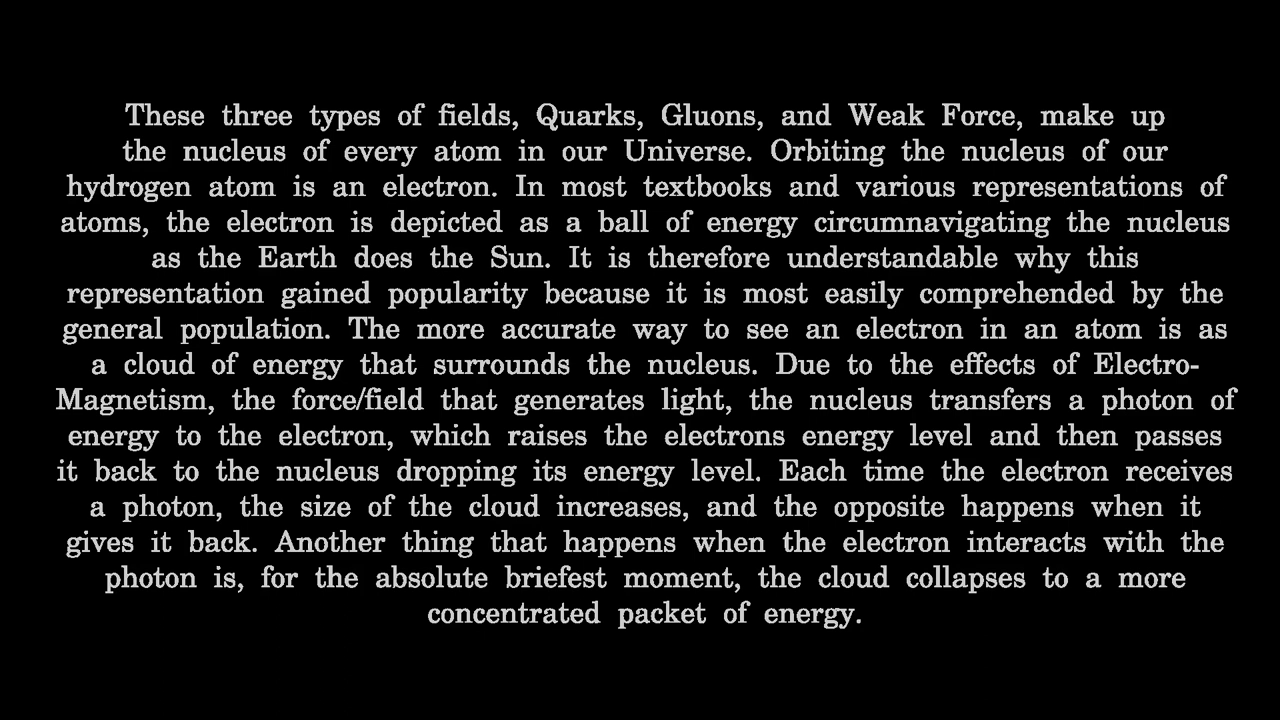 These three types of fields, Quarks, Gluons, and Weak Force, make up
the nucleus of every atom in our Universe. Orbiting the nucleus of our
hydrogen atom is an electron. In most textbooks and various representations of
atoms, the electron is depicted as a ball of energy circumnavigating the nucleus
as the Earth does the Sun. It is therefore understandable why this
representation gained popularity because it is most easily comprehended by the
general population. The more accurate way to see an electron in an atom is as
a cloud of energy that surrounds the nucleus. Due to the effects of Electro-
Magnetism, the force/field that generates light, the nucleus transfers a photon of
energy to the electron, which raises the electrons energy level and then passes
it back to the nucleus dropping its energy level. Each time the electron receives
a photon, the size of the cloud increases, and the opposite happens when it
gives it back. Another thing that happens when the electron interacts with the
photon is, for the absolute briefest moment, the cloud collapses to a more
concentrated packet of energy.